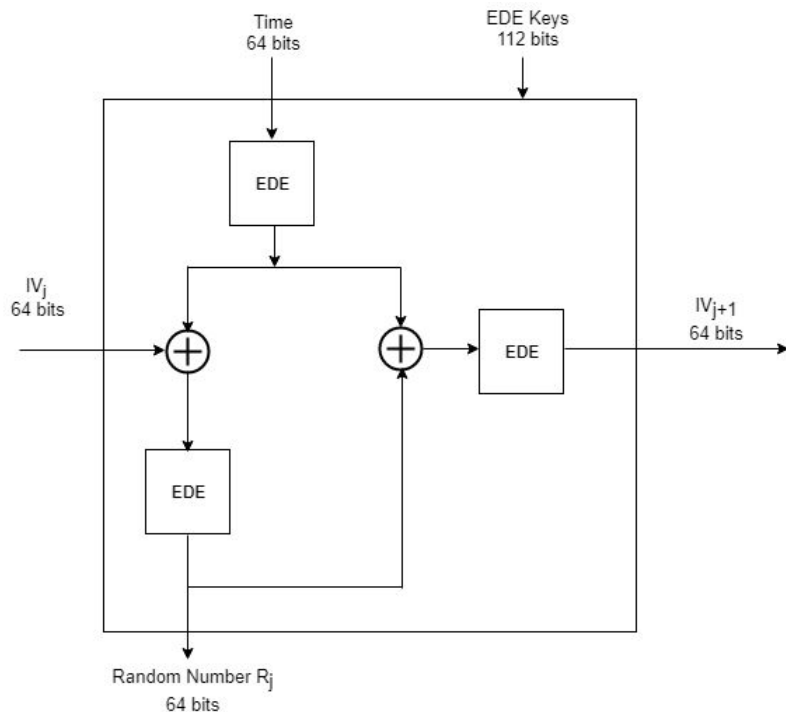 Time
64 bits
EDE Keys
112 bits
EDE
IVj
64 bits
EDE
IVj+1
64 bits
EDE
Random Number Rj
64 bits